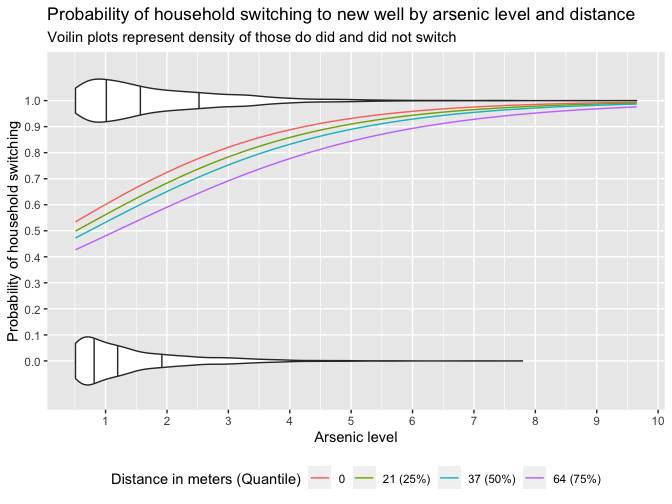 Probability of household switching to new well by arsenic level and distance
Voilin plots represent density of those do did and did not switch
Probability of household switching
1.0
0.9
0.8
0.7
0.6
0.5
0.4
0.3
0.2
0.1
0.0
1 2 3 4 5 6 7 8 9 10
Arsenic level
Distance in meters (Quantile) 0 21 (25%) 37 (50%) 64 (75%)